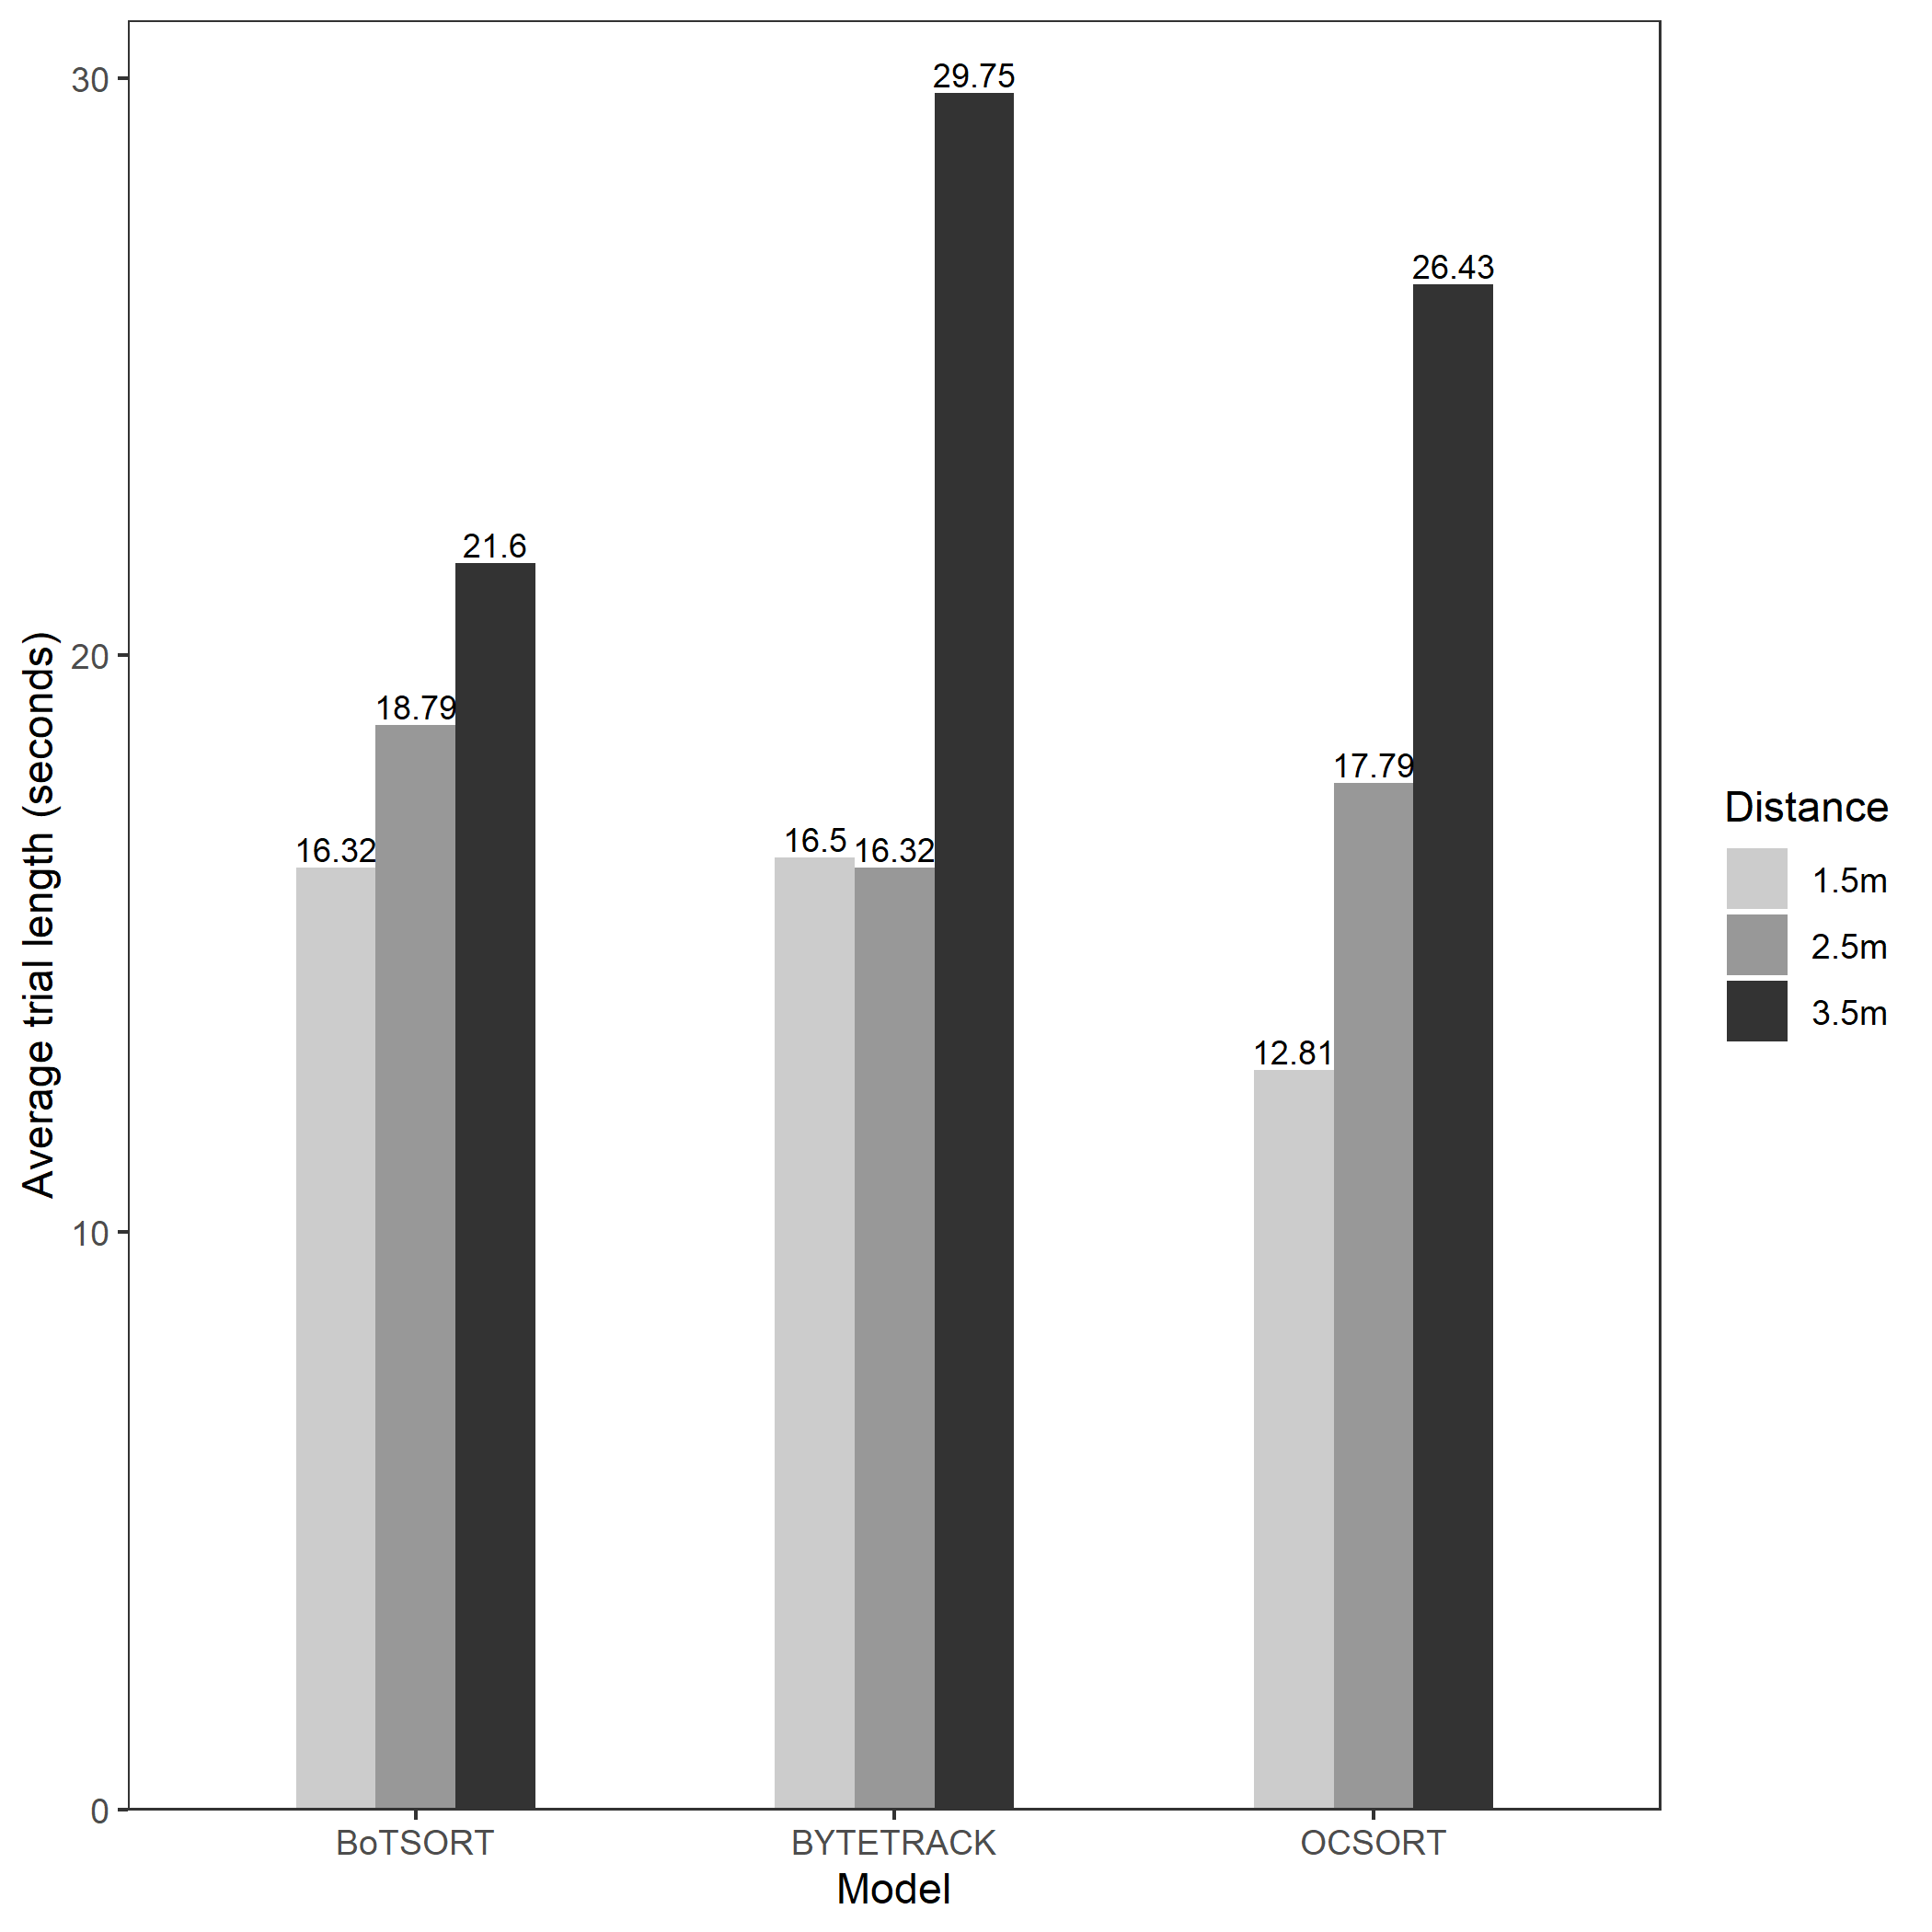 30
20
10
0
Average trial length (seconds)
29.75
26.43
21.6
18.79
17.79
16.32
16.5
16.32
12.81
BoTSORT
BYTETRACK
OCSORT
Model
Distance
1.5m
2.5m
3.5m